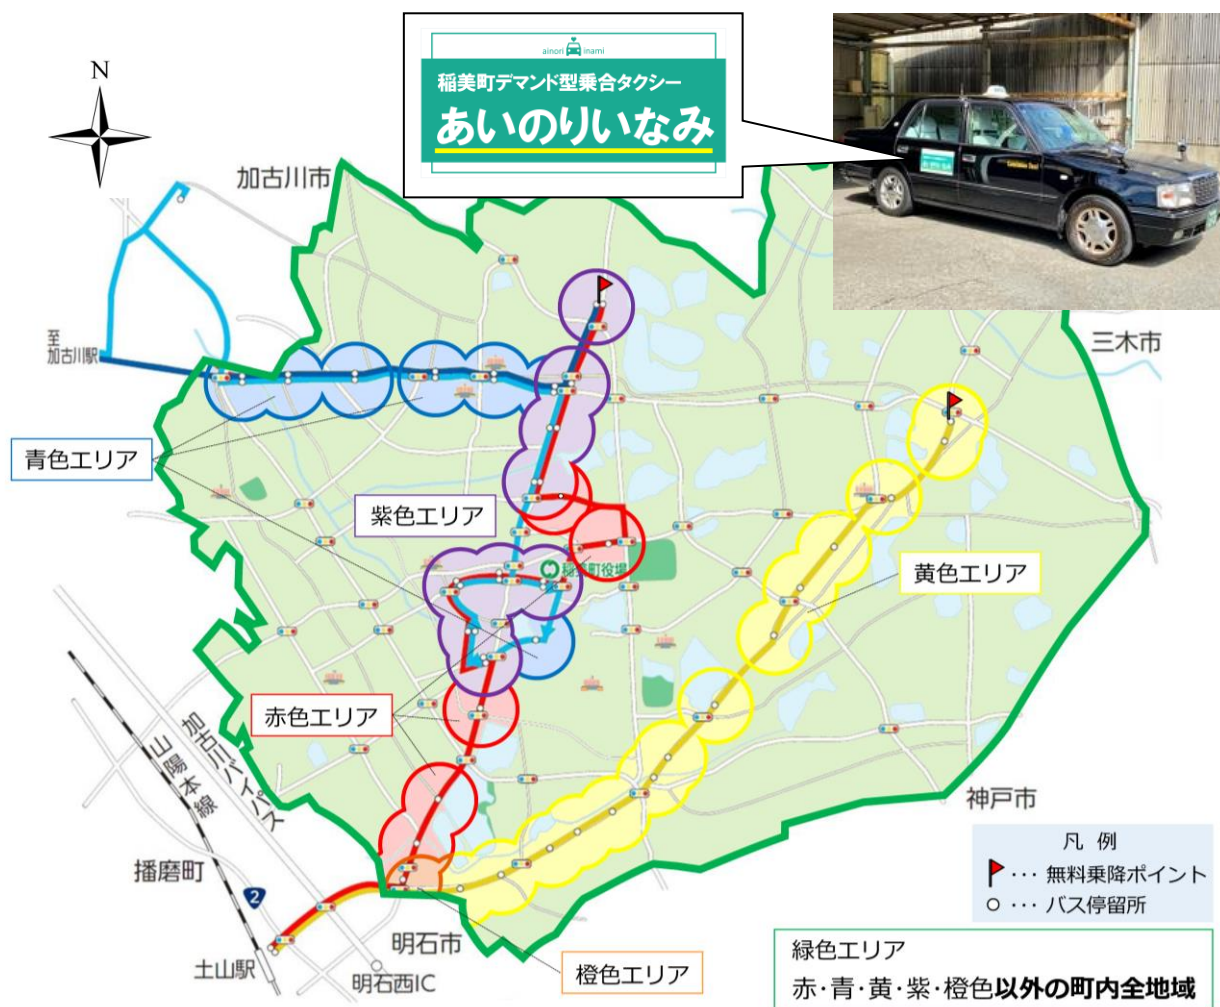 ainori inami
稲美町デマンド型乗合タクシー
あいのりいなみ
N
加古川市
至
加古川駅
三木市
青色エリア
紫色エリア
稲美町役場
黄色エリア
赤色エリア
加古川バイパス
山陽本線
神戸市
播磨町
2
明石市
土山駅
明石西IC
橙色エリア
凡 例
･･･ 無料乗降ポイント
･･･ バス停留所
緑色エリア
赤･青･黄･紫･橙色以外の町内全地域